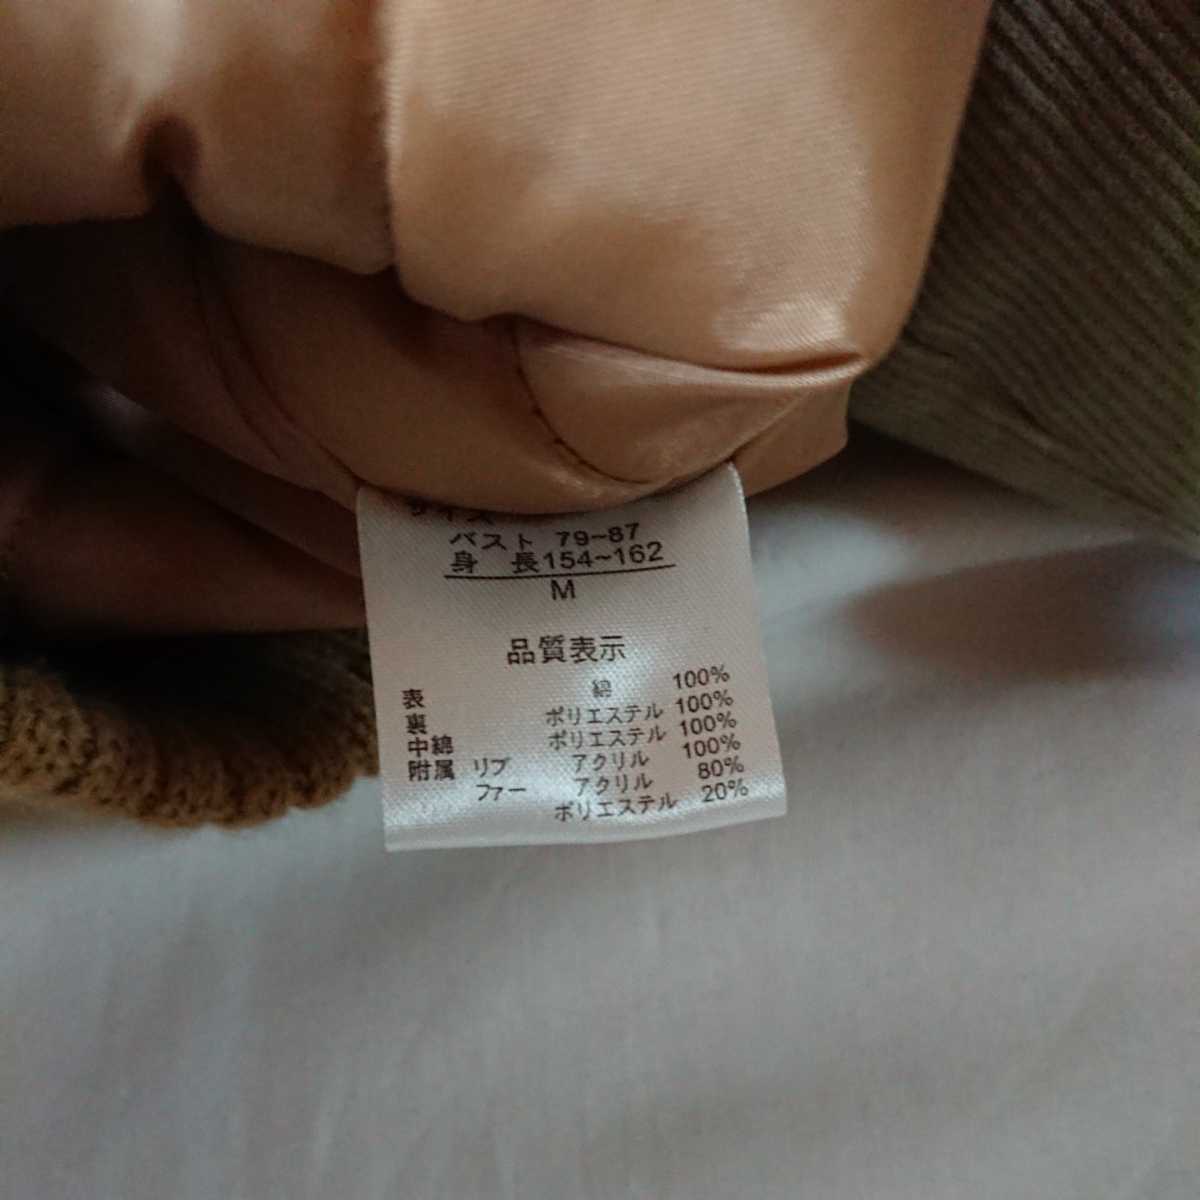 サイズ
バスト 79~87
身 長154~162
M
品質表示
表 綿 100%
裏 ポリエステル 100%
中綿 ポリエステル 100%
附属 リブ アクリル 100%
ファー アクリル 80%
ポリエステル 20%